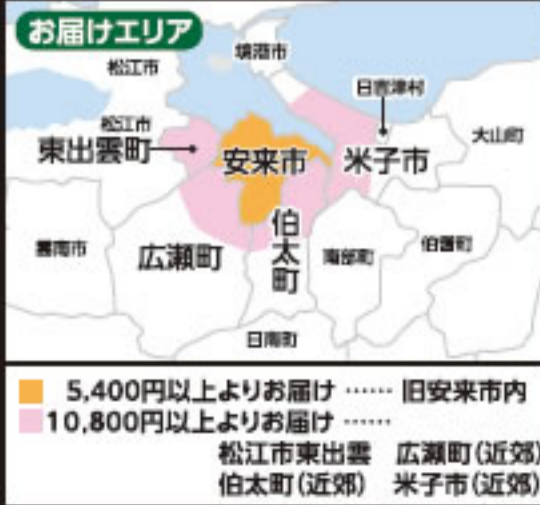 お届けエリア
境港市
松江市
日吉津村
松江市
大山町
東出雲町
安来市
米子市
伯太町
雲南市
広瀬町
南部町
伯耆町
日南町
5,400円以上よりお届け …… 旧安来市内
10,800円以上よりお届け ……
松江市東出雲 広瀬町(近郊)
伯太町(近郊) 米子市(近郊)